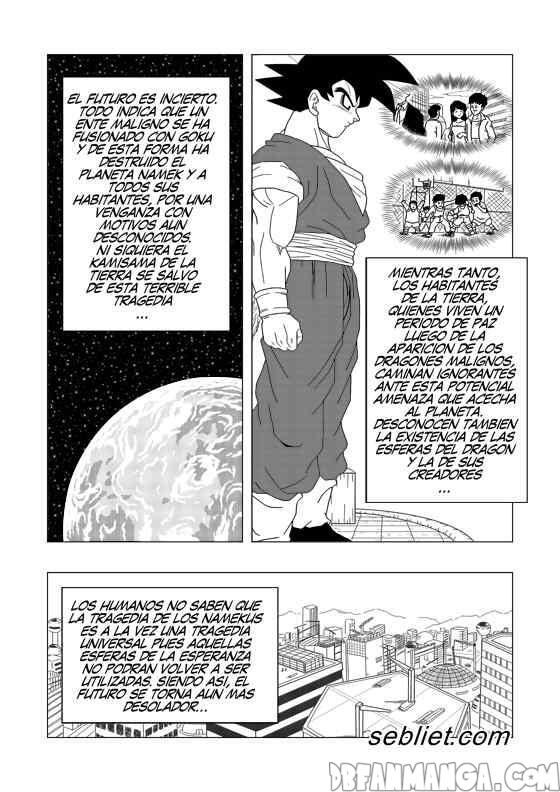 EL FUTURO ES INCIERTO.
TODO INDICA QUE UN
ENTE MALIGNO SE HA
FUSIONADO CON GOKU
Y DE ESTA FORMA HA
DESTRUIDO EL
PLANETA NAMEK Y A
TODOS SUS
HABITANTES, POR UNA
VENGANZA CON
MOTIVOS AUN
DESCONOCIDOS.
NI SIQUIERA EL
KAMISAMA DE LA
TIERRA SE SALVO
DE ESTA TERRIBLE
TRAGEDIA
...
MIENTRAS TANTO,
LOS HABITANTES
DE LA TIERRA,
QUIENES VIVEN UN
PERIODO DE PAZ
LUEGO DE LA
APARICION DE LOS
DRAGONES MALIGNOS,
CAMINAN IGNORANTES
ANTE ESTA POTENCIAL
AMENAZA QUE ACECHA
AL PLANETA.
DESCONOCEN TAMBIEN
LA EXISTENCIA DE LAS
ESFERAS DEL DRAGON
Y LA DE SUS
CREADORES
...
LOS HUMANOS NO SABEN QUE
LA TRAGEDIA DE LOS NAMEKUS
ES A LA VEZ UNA TRAGEDIA
UNIVERSAL PUES AQUELLAS
ESFERAS DE LA ESPERANZA
NO PODRAN VOLVER A SER
UTILIZADAS. SIENDO ASI, EL
FUTURO SE TORNA AUN MAS
DESOLADOR...
sebliet.com
DBFANMANGA.COM